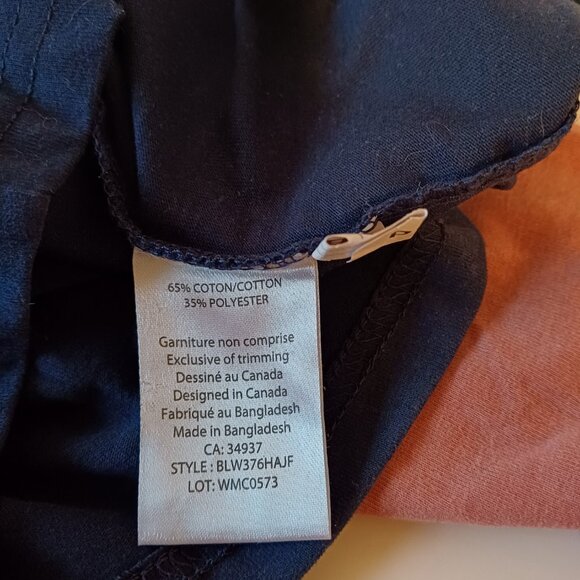 65% COTON/COTTON
35% POLYESTER
Garniture non comprise
Exclusive of trimming
Dessiné au Canada
Designed in Canada
Fabriqué au Bangladesh
Made in Bangladesh
CA: 34937
STYLE : BLW376HAJF
LOT: WMC0573